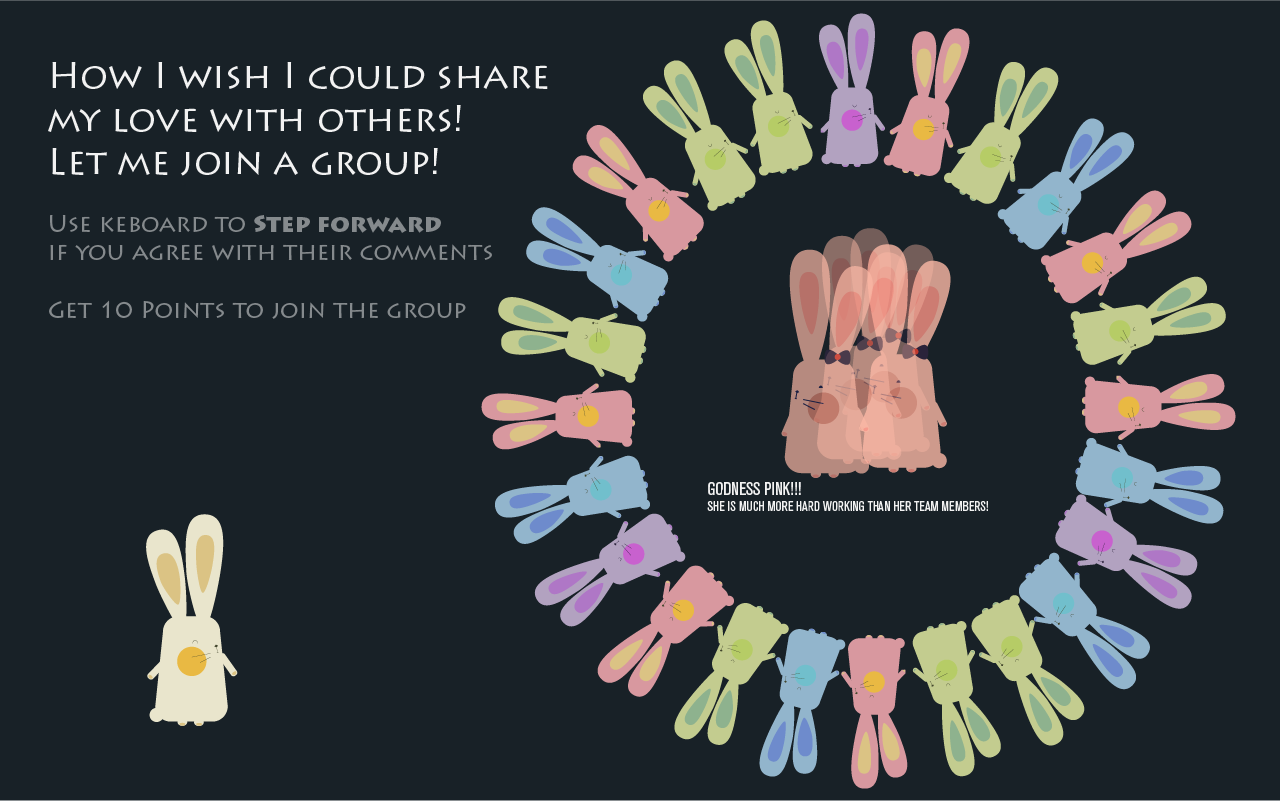 How I wish I could share
my love with others!
Let me join a group!
Use keboard to Step forward
if you agree with their comments
Get 10 Points to join the group
GODNESS PINK!!!
SHE IS MUCH MORE HARD WORKING THAN HER TEAM MEMBERS!